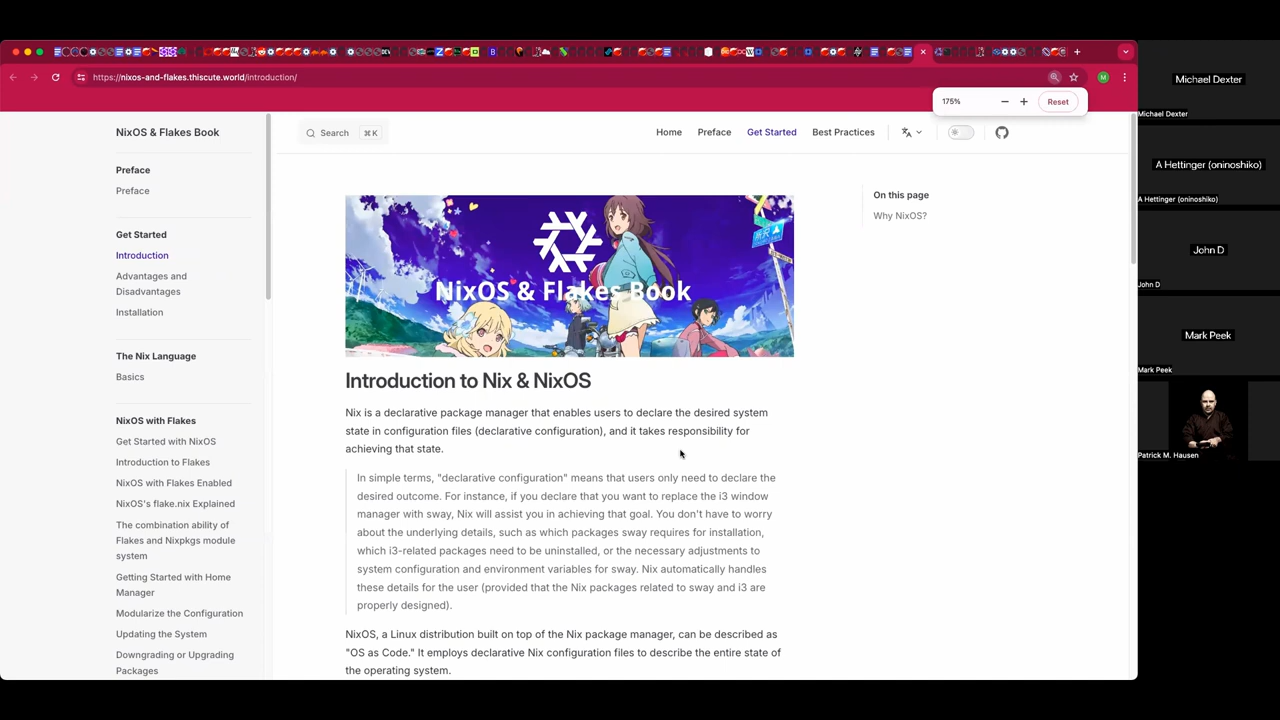 https://nixos-and-flakes.thiscute.world/introduction/
M
175%
Reset
NixOS & Flakes Book
Search
⌘K
Home
Preface
Get Started
Best Practices
Preface
Preface
Get Started
Introduction
Advantages and
Disadvantages
Installation
The Nix Language
Basics
NixOS with Flakes
Get Started with NixOS
Introduction to Flakes
NixOS with Flakes Enabled
NixOS's flake.nix Explained
The combination ability of
Flakes and Nixpkgs module
system
Getting Started with Home
Manager
Modularize the Configuration
Updating the System
Downgrading or Upgrading
Packages
NixOS & Flakes Book
Introduction to Nix & NixOS
Nix is a declarative package manager that enables users to declare the desired system
state in configuration files (declarative configuration), and it takes responsibility for
achieving that state.
In simple terms, "declarative configuration" means that users only need to declare the
desired outcome. For instance, if you declare that you want to replace the i3 window
manager with sway, Nix will assist you in achieving that goal. You don't have to worry
about the underlying details, such as which packages sway requires for installation,
which i3-related packages need to be uninstalled, or the necessary adjustments to
system configuration and environment variables for sway. Nix automatically handles
these details for the user (provided that the Nix packages related to sway and i3 are
properly designed).
NixOS, a Linux distribution built on top of the Nix package manager, can be described as
"OS as Code." It employs declarative Nix configuration files to describe the entire state of
the operating system.
On this page
Why NixOS?
Michael Dexter
Michael Dexter
A Hettinger (oninoshiko)
A Hettinger (oninoshiko)
John D
John D
Mark Peek
Mark Peek
Patrick M. Hausen